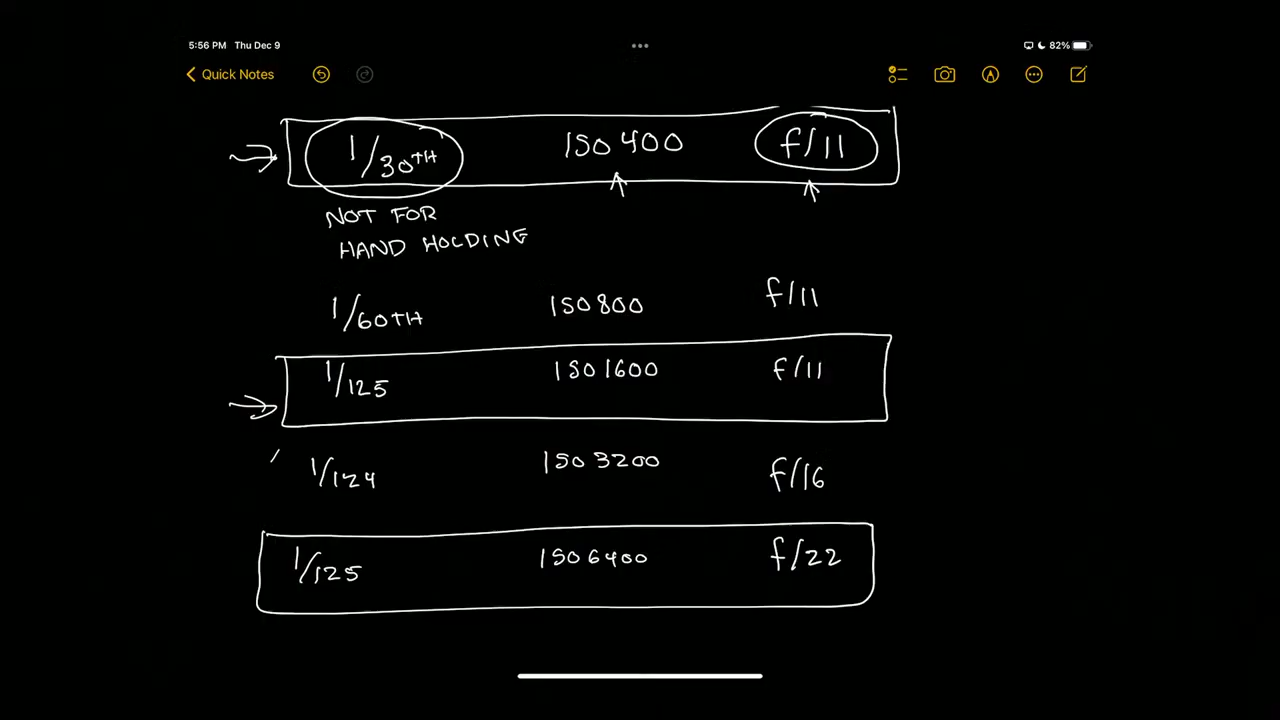 5:56 PM Thu Dec 9 82%
Quick Notes
1/30TH ISO 400 f/11
NOT FOR
HAND HOLDING
1/60TH ISO 800 f/11
1/125 ISO 1600 f/11
1/124 ISO 3200 f/16
1/125 ISO 6400 f/22